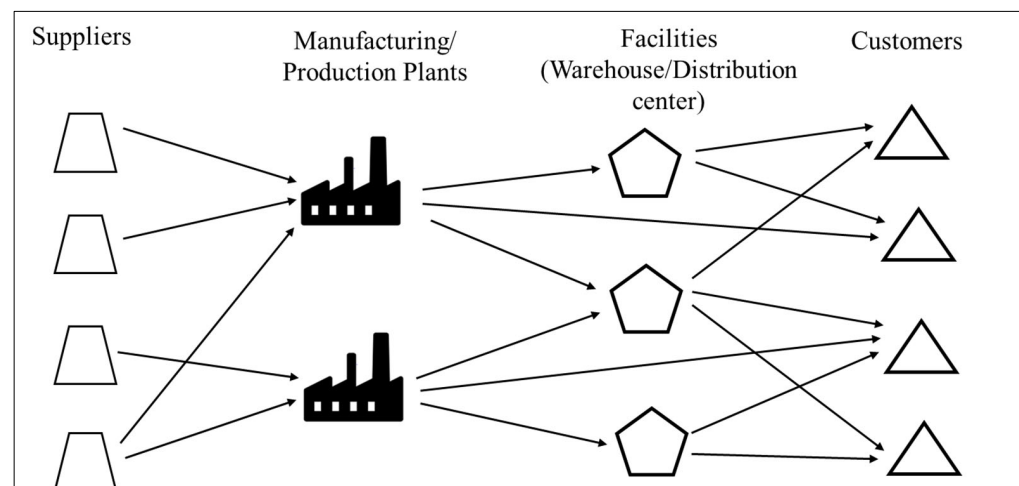 Suppliers
Manufacturing/
Production Plants
Facilities
(Warehouse/Distribution
center)
Customers